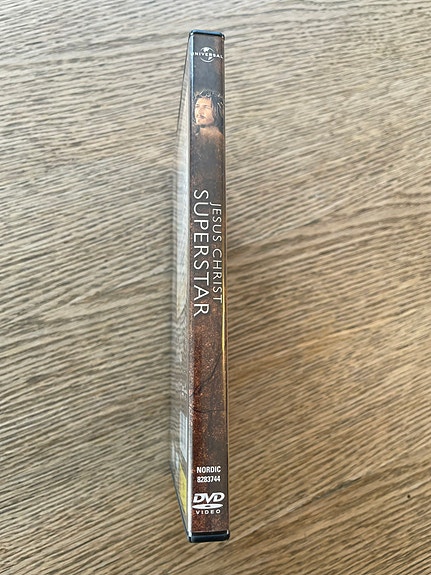 UNIVERSAL
JESUS CHRIST
SUPERSTAR
NORDIC
8283744
DVD
VIDEO